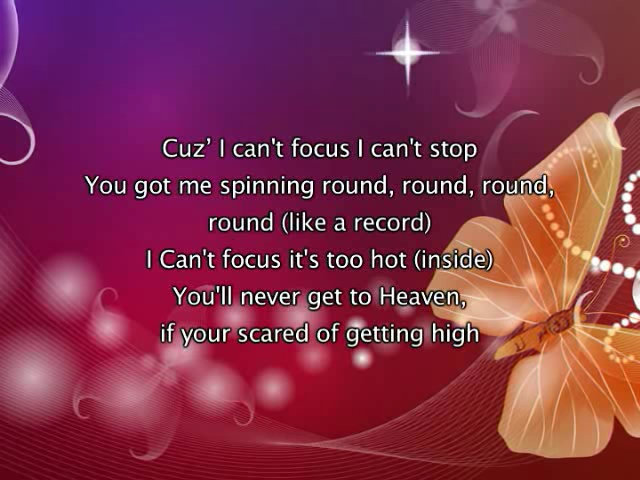 Cuz’ I can't focus I can't stop
You got me spinning round, round, round,
round (like a record)
I Can't focus it's too hot (inside)
You'll never get to Heaven,
if your scared of getting high